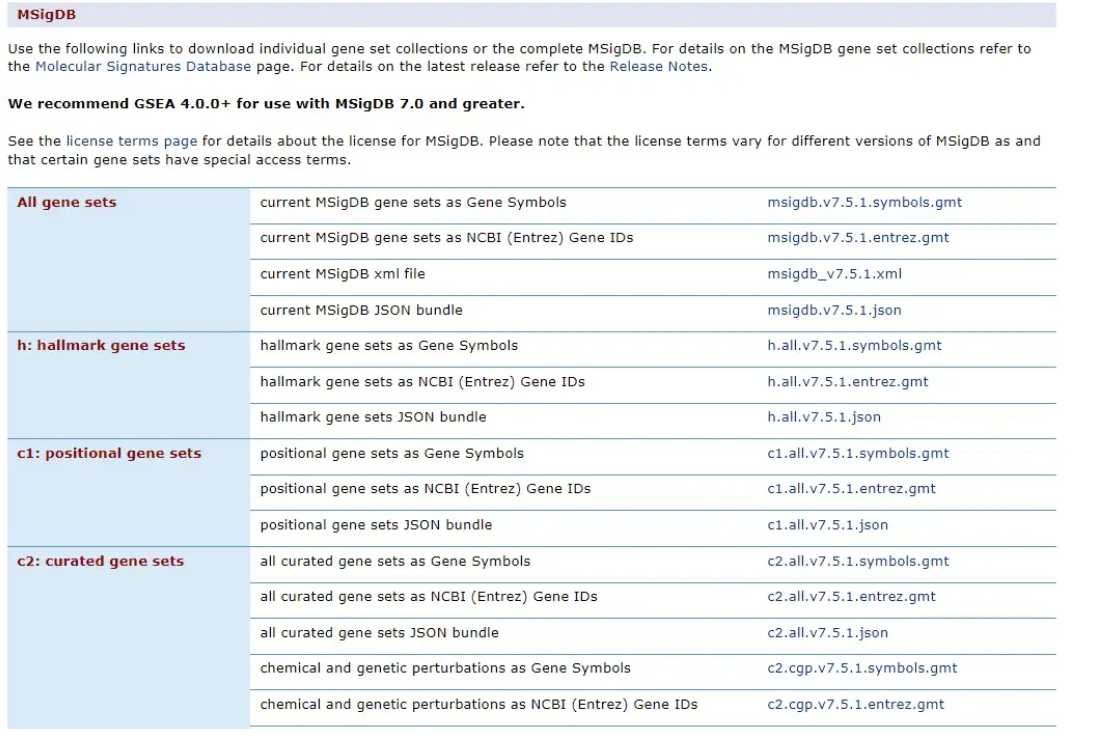 MSigDB
Use the following links to download individual gene set collections or the complete MSigDB. For details on the MSigDB gene set collections refer to
the Molecular Signatures Database page. For details on the latest release refer to the Release Notes.
We recommend GSEA 4.0.0+ for use with MSigDB 7.0 and greater.
See the license terms page for details about the license for MSigDB. Please note that the license terms vary for different versions of MSigDB as and
that certain gene sets have special access terms.
All gene sets current MSigDB gene sets as Gene Symbols msigdb.v7.5.1.symbols.gmt
current MSigDB gene sets as NCBI (Entrez) Gene IDs msigdb.v7.5.1.entrez.gmt
current MSigDB xml file msigdb_v7.5.1.xml
current MSigDB JSON bundle msigdb.v7.5.1.json
h: hallmark gene sets hallmark gene sets as Gene Symbols h.all.v7.5.1.symbols.gmt
hallmark gene sets as NCBI (Entrez) Gene IDs h.all.v7.5.1.entrez.gmt
hallmark gene sets JSON bundle h.all.v7.5.1.json
c1: positional gene sets positional gene sets as Gene Symbols c1.all.v7.5.1.symbols.gmt
positional gene sets as NCBI (Entrez) Gene IDs c1.all.v7.5.1.entrez.gmt
positional gene sets JSON bundle c1.all.v7.5.1.json
c2: curated gene sets all curated gene sets as Gene Symbols c2.all.v7.5.1.symbols.gmt
all curated gene sets as NCBI (Entrez) Gene IDs c2.all.v7.5.1.entrez.gmt
all curated gene sets JSON bundle c2.all.v7.5.1.json
chemical and genetic perturbations as Gene Symbols c2.cgp.v7.5.1.symbols.gmt
chemical and genetic perturbations as NCBI (Entrez) Gene IDs c2.cgp.v7.5.1.entrez.gmt